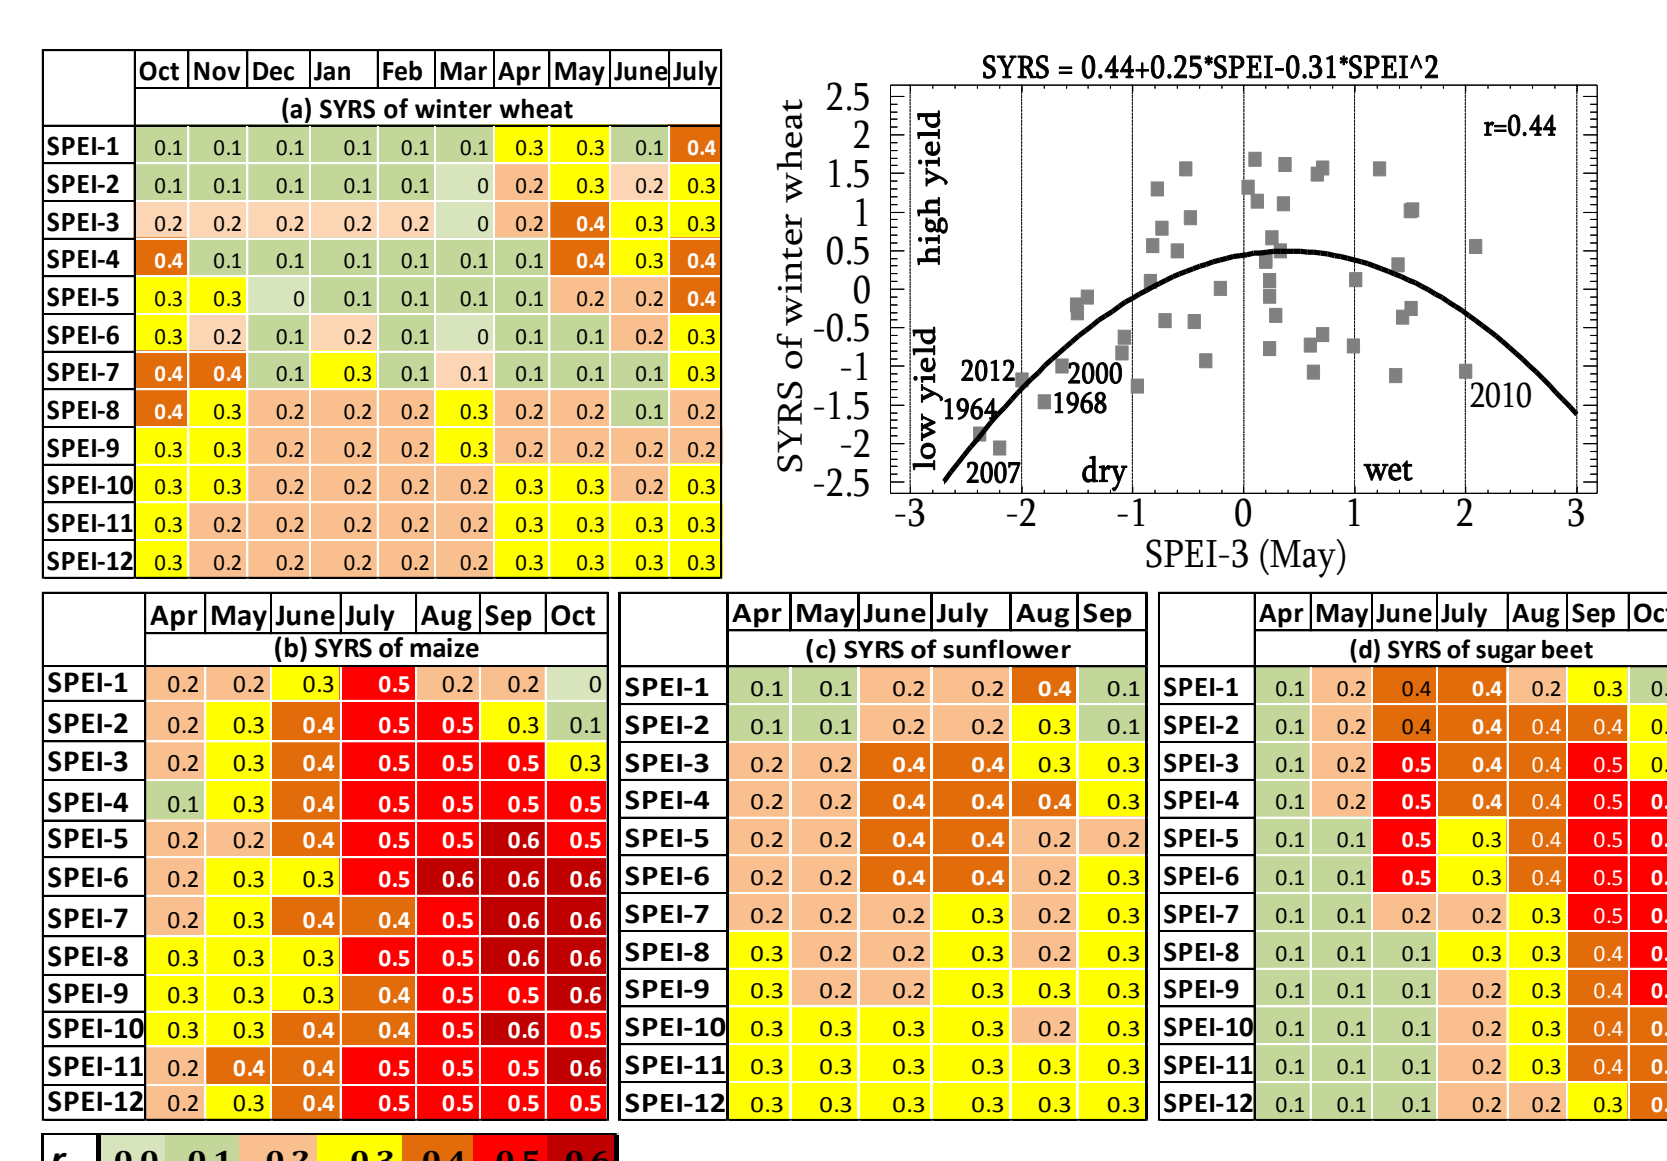 Oct Nov Dec Jan Feb Mar Apr May June July
(a) SYRS of winter wheat
SPEI-1 0.1 0.1 0.1 0.1 0.1 0.1 0.3 0.3 0.1 0.4
SPEI-2 0.1 0.1 0.1 0.1 0.1 0 0.2 0.3 0.2 0.3
SPEI-3 0.2 0.2 0.2 0.2 0.2 0 0.2 0.4 0.3 0.3
SPEI-4 0.4 0.1 0.1 0.1 0.1 0.1 0.1 0.4 0.3 0.4
SPEI-5 0.3 0.3 0 0.1 0.1 0.1 0.1 0.2 0.2 0.4
SPEI-6 0.3 0.2 0.1 0.2 0.1 0 0.1 0.1 0.2 0.3
SPEI-7 0.4 0.4 0.1 0.3 0.1 0.1 0.1 0.1 0.1 0.3
SPEI-8 0.4 0.3 0.2 0.2 0.2 0.3 0.2 0.2 0.1 0.2
SPEI-9 0.3 0.3 0.2 0.2 0.2 0.3 0.2 0.2 0.2 0.2
SPEI-10 0.3 0.3 0.2 0.2 0.2 0.2 0.3 0.3 0.2 0.3
SPEI-11 0.3 0.2 0.2 0.2 0.2 0.2 0.3 0.3 0.3 0.3
SPEI-12 0.3 0.2 0.2 0.2 0.2 0.2 0.3 0.3 0.3 0.3
SYRS = 0.44+0.25*SPEI-0.31*SPEI^2
r=0.44
SYRS of winter wheat
high yield
low yield
2.5
2
1.5
1
0.5
0
-0.5
-1
-1.5
-2
-2.5
2012
2000
1964
1968
2007
2010
dry
wet
-3 -2 -1 0 1 2 3
SPEI-3 (May)
Apr May June July Aug Sep Oct
(b) SYRS of maize
SPEI-1 0.2 0.2 0.3 0.5 0.2 0.2 0
SPEI-2 0.2 0.3 0.4 0.5 0.5 0.3 0.1
SPEI-3 0.2 0.3 0.4 0.5 0.5 0.5 0.3
SPEI-4 0.1 0.3 0.4 0.5 0.5 0.5 0.5
SPEI-5 0.2 0.2 0.4 0.5 0.5 0.6 0.5
SPEI-6 0.2 0.3 0.3 0.5 0.6 0.6 0.6
SPEI-7 0.2 0.3 0.4 0.4 0.5 0.6 0.6
SPEI-8 0.3 0.3 0.3 0.5 0.5 0.6 0.6
SPEI-9 0.3 0.3 0.3 0.4 0.5 0.5 0.6
SPEI-10 0.3 0.3 0.4 0.4 0.5 0.6 0.5
SPEI-11 0.2 0.4 0.4 0.5 0.5 0.5 0.6
SPEI-12 0.2 0.3 0.4 0.5 0.5 0.5 0.5
Apr May June July Aug Sep
(c) SYRS of sunflower
SPEI-1 0.1 0.1 0.2 0.2 0.4 0.1
SPEI-2 0.1 0.1 0.2 0.2 0.3 0.1
SPEI-3 0.2 0.2 0.4 0.4 0.3 0.3
SPEI-4 0.2 0.2 0.4 0.4 0.4 0.3
SPEI-5 0.2 0.2 0.4 0.4 0.2 0.2
SPEI-6 0.2 0.2 0.4 0.4 0.2 0.3
SPEI-7 0.2 0.2 0.2 0.3 0.2 0.3
SPEI-8 0.3 0.2 0.2 0.3 0.2 0.3
SPEI-9 0.3 0.2 0.2 0.3 0.3 0.3
SPEI-10 0.3 0.3 0.3 0.3 0.2 0.3
SPEI-11 0.3 0.3 0.3 0.3 0.3 0.3
SPEI-12 0.3 0.3 0.3 0.3 0.3 0.3
Apr May June July Aug Sep
(d) SYRS of sugar beet
SPEI-1 0.1 0.2 0.4 0.4 0.2 0.3
SPEI-2 0.1 0.2 0.4 0.4 0.4 0.4
SPEI-3 0.1 0.2 0.5 0.4 0.4 0.5
SPEI-4 0.1 0.2 0.5 0.4 0.4 0.5
SPEI-5 0.1 0.1 0.5 0.3 0.4 0.5
SPEI-6 0.1 0.1 0.5 0.3 0.4 0.5
SPEI-7 0.1 0.1 0.2 0.2 0.3 0.5
SPEI-8 0.1 0.1 0.1 0.3 0.3 0.4
SPEI-9 0.1 0.1 0.1 0.2 0.3 0.4
SPEI-10 0.1 0.1 0.1 0.2 0.3 0.4
SPEI-11 0.1 0.1 0.1 0.2 0.3 0.4
SPEI-12 0.1 0.1 0.1 0.2 0.2 0.3
r 0.0 0.1 0.2 0.3 0.4 0.5 0.6